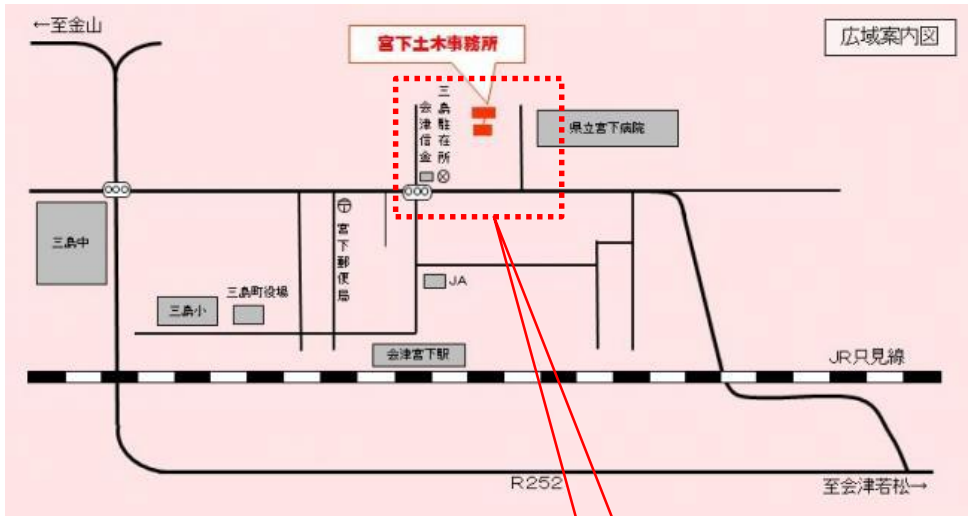 ←至金山
広域案内図
宮下土木事務所
三島駐在所
会津信金
県立宮下病院
三島中
宮下郵便局
JA
三島町役場
三島小
会津宮下駅
JR只見線
R252
至会津若松→